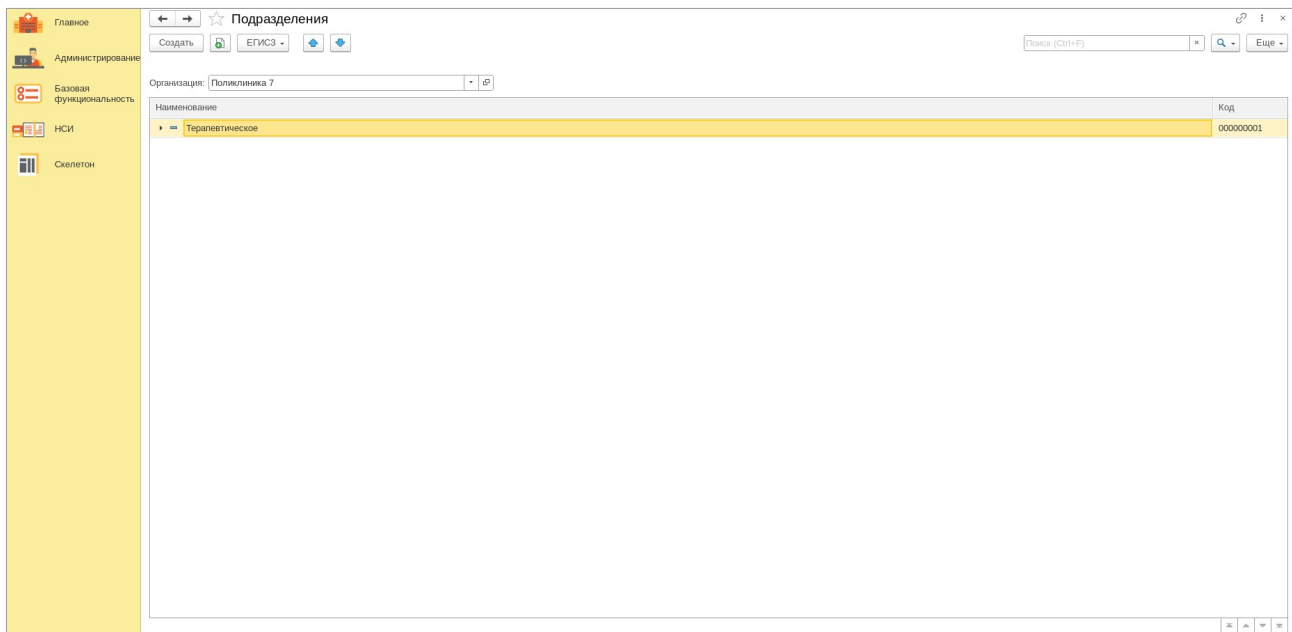 Главное
Администрирование
Базовая
функциональность
НСИ
Скелетон
Подразделения
Создать ЕГИСЗ Поиск (Ctrl+F) × Еще
Организация: Поликлиника 7
Наименование Код
Терапевтическое 000000001